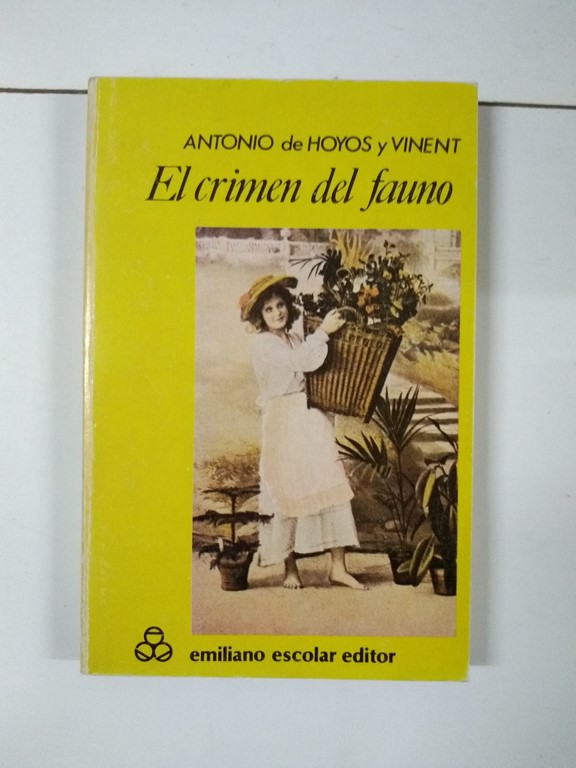 ANTONIO de HOYOS y VINENT
El crimen del fauno
emiliano escolar editor